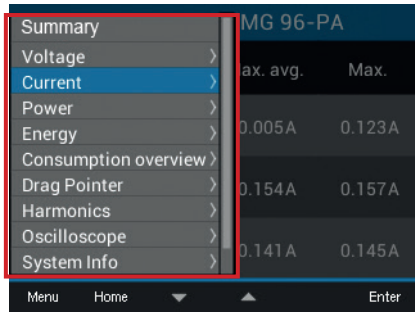 Summary
MG 96-PA
Voltage
ax. avg. Max.
Current
Power
0.005A 0.123A
Energy
Consumption overview
Drag Pointer
0.154A 0.157A
Harmonics
Oscilloscope
0.141A 0.145A
System Info
Menu Home Enter